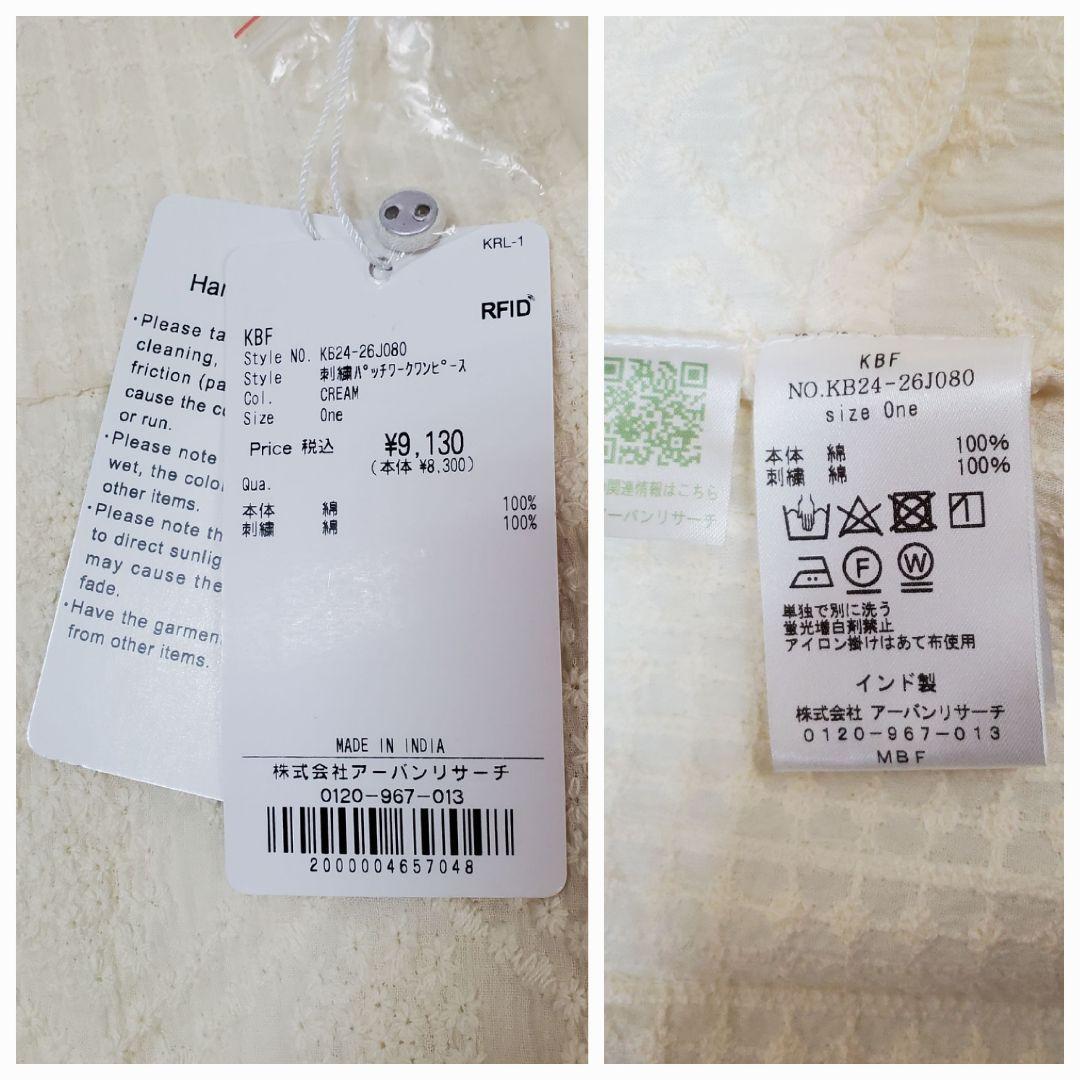 Har
・Please ta
cleaning,
friction (pa
cause the co
or run.
・Please note
wet, the color
other items.
・Please note th
to direct sunlig
may cause the
fade.
・Have the garmen
from other items.
KRL-1
RFID
KBF
Style NO. KB24-26J080
Style 刺繍ﾊﾟｯﾁﾜｰｸﾜﾝﾋﾟｰｽ
Col. CREAM
Size One
Price 税込 ¥9,130
(本体 ¥8,300)
Qua.
本体 綿 100%
刺繍 綿 100%
MADE IN INDIA
株式会社アーバンリサーチ
0120-967-013
2000004657048
関連情報はこちら
アーバンリサーチ
KBF
NO.KB24-26J080
size One
本体 綿 100%
刺繍 綿 100%
F
W
単独で別に洗う
蛍光増白剤禁止
アイロン掛けはあて布使用
インド製
株式会社 アーバンリサーチ
0120-967-013
MBF